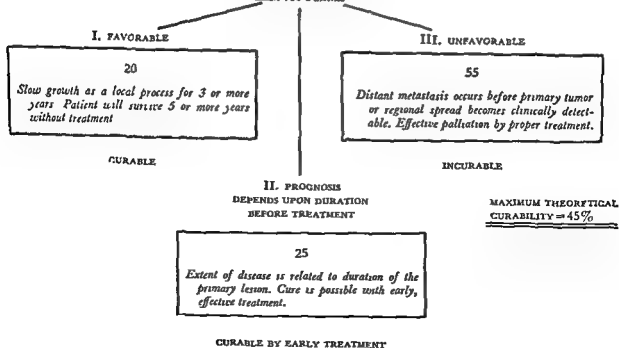 I. FAVORABLE
20
Slow growth as a local process for 3 or more
years Patient will survive 5 or more years
without treatment
CURABLE
III. UNFAVORABLE
55
Distant metastasis occurs before primary tumor
or regional spread becomes clinically detect-
able. Effective palliation by proper treatment.
INCURABLE
II. PROGNOSIS
DEPENDS UPON DURATION
BEFORE TREATMENT
25
Extent of disease is related to duration of the
primary lesion. Cure is possible with early,
effective treatment.
CURABLE BY EARLY TREATMENT
MAXIMUM THEORETICAL
CURABILITY = 45%